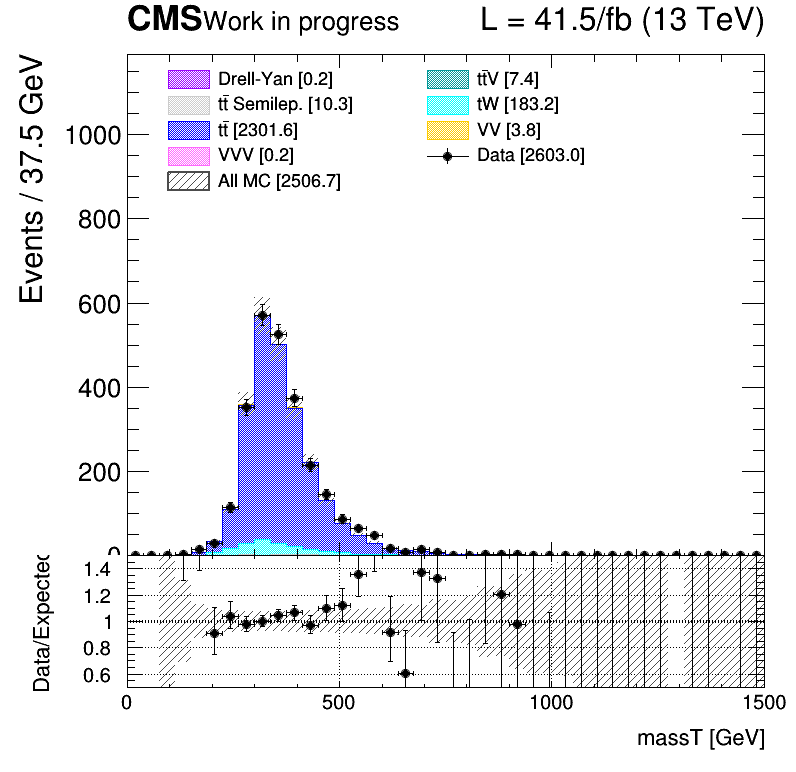 CMS Work in progress L = 41.5/fb (13 TeV)
Events / 37.5 GeV
1000
800
600
400
200
0
Drell-Yan [0.2]
tt̄ Semilep. [10.3]
tt̄ [2301.6]
VVV [0.2]
All MC [2506.7]
tt̄V [7.4]
tW [183.2]
VV [3.8]
Data [2603.0]
Data/Expected
1.4
1.2
1
0.8
0.6
0 500 1000 1500
massT [GeV]